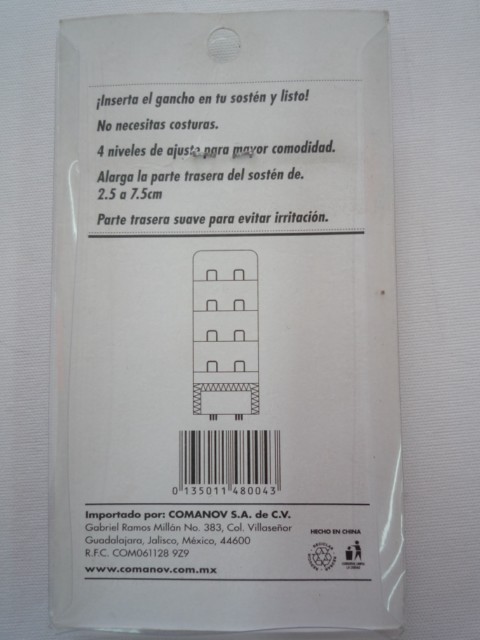 ¡Inserta el gancho en tu sostén y listo!
No necesitas costuras.
4 niveles de ajuste para mayor comodidad.
Alarga la parte trasera del sostén de.
2.5 a 7.5cm
Parte trasera suave para evitar irritación.
0 135011 480043
Importado por: COMANOV S.A. de C.V.
Gabriel Ramos Millán No. 383, Col. Villaseñor
Guadalajara, Jalisco, México, 44600
R.F.C. COM061128 9Z9
www.comanov.com.mx
HECHO EN CHINA